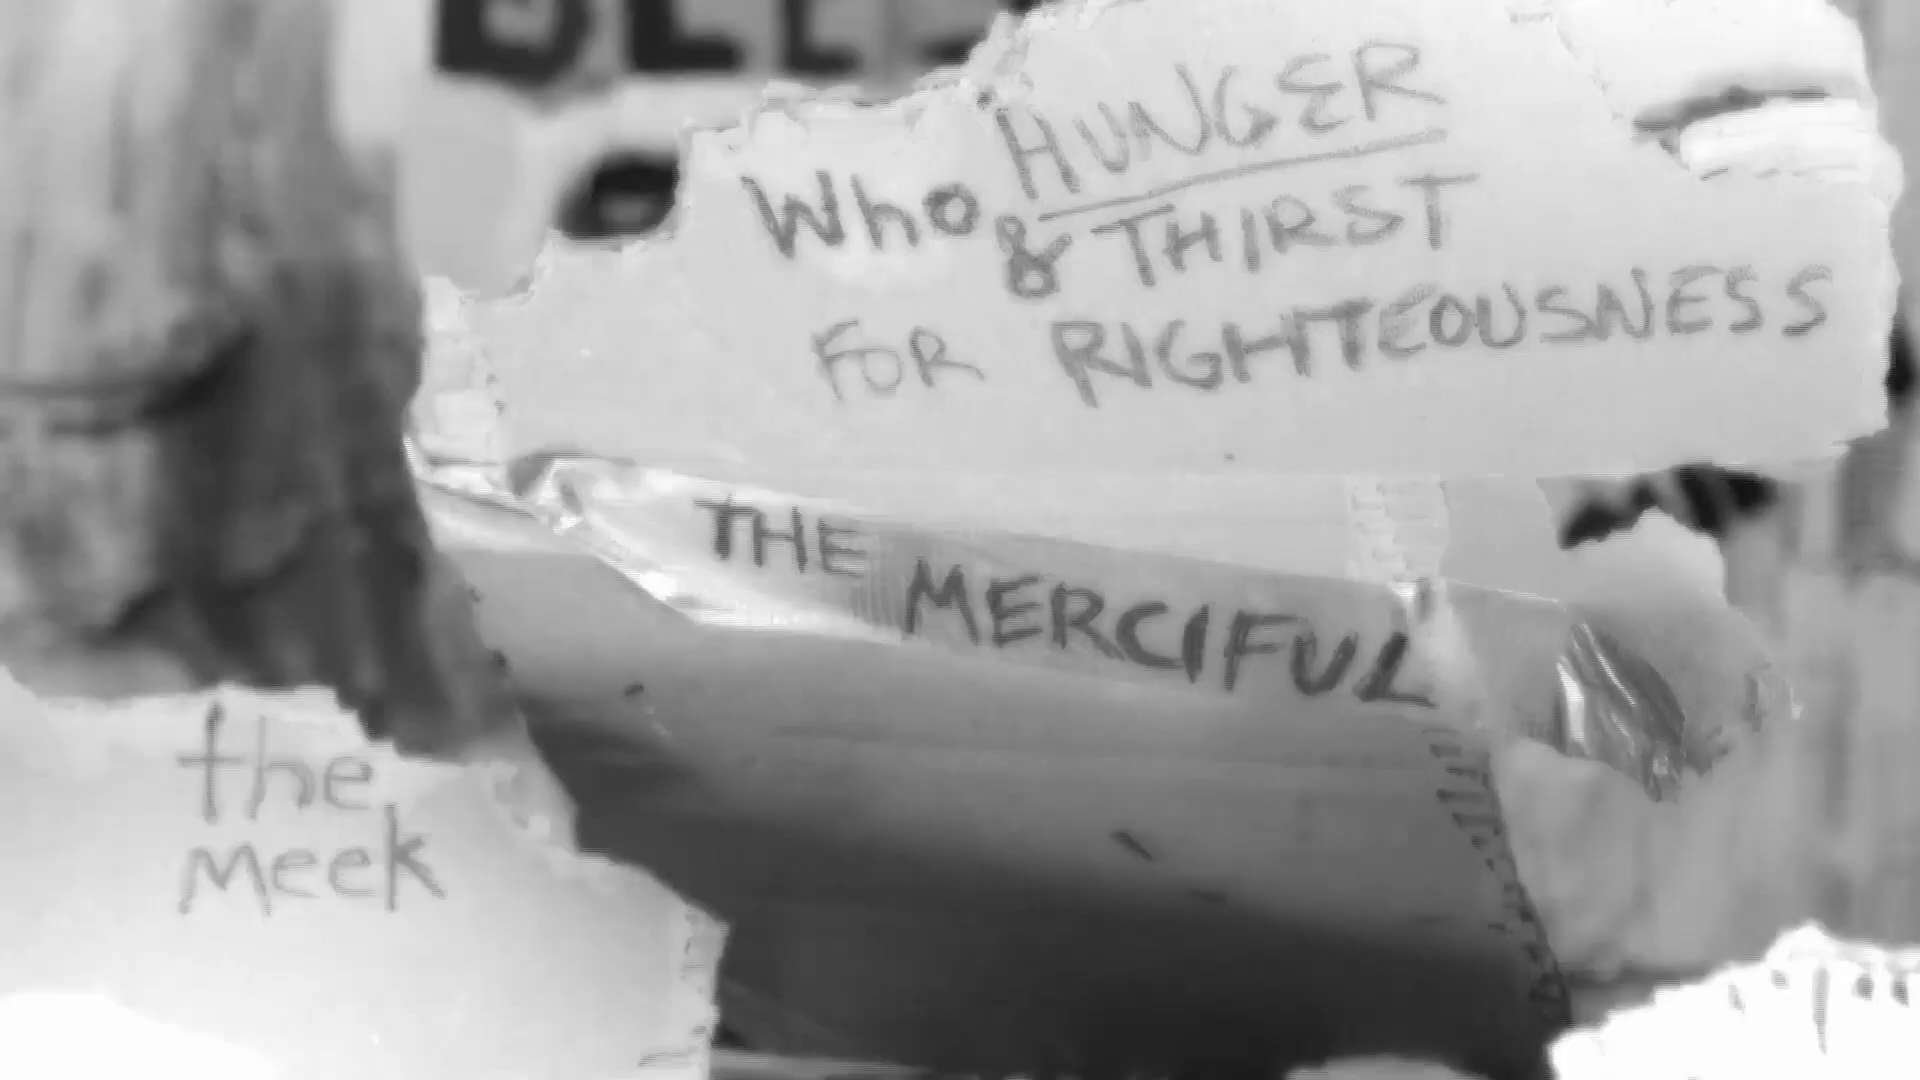 Who HUNGER
& THIRST
FOR RIGHTEOUSNESS
THE MERCIFUL
the
meek